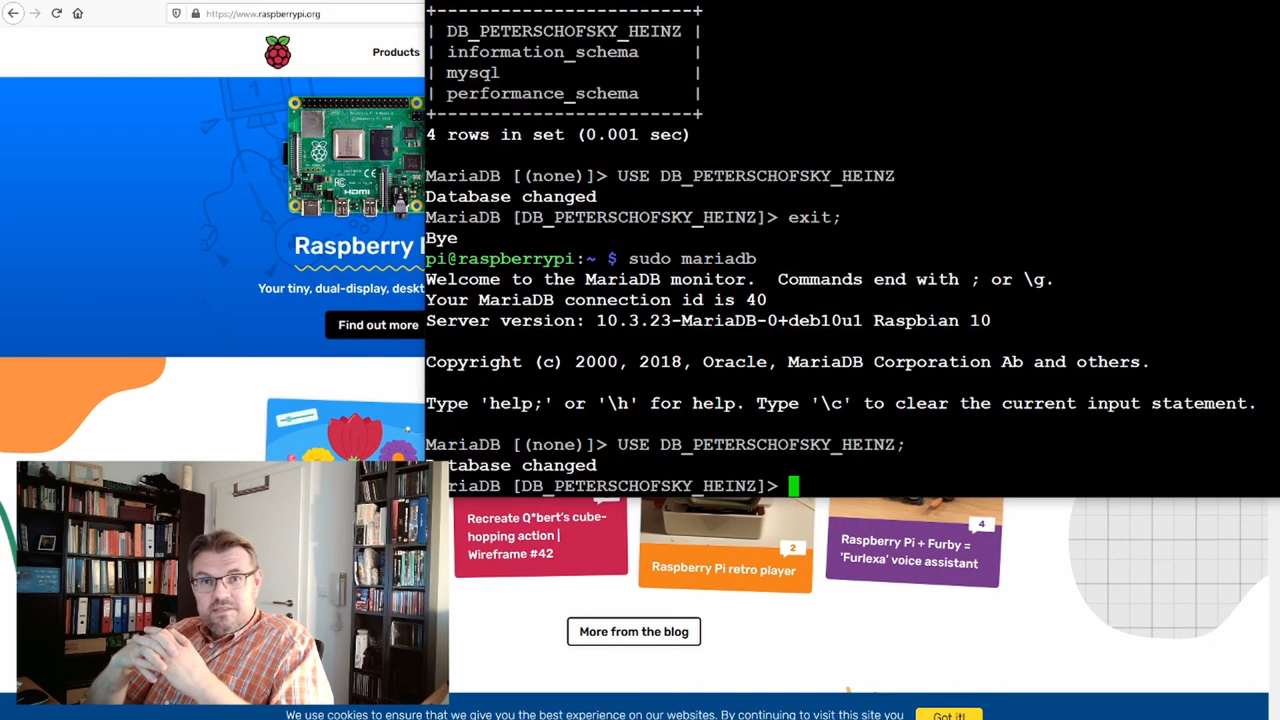 https://www.raspberrypi.org
Products
Raspberry
Your tiny, dual-display, deskt
Find out more
+-------------------------+
| DB_PETERSCHOFSKY_HEINZ |
| information_schema |
| mysql |
| performance_schema |
+-------------------------+
4 rows in set (0.001 sec)
MariaDB [(none)]> USE DB_PETERSCHOFSKY_HEINZ
Database changed
MariaDB [DB_PETERSCHOFSKY_HEINZ]> exit;
Bye
pi@raspberrypi:~ $ sudo mariadb
Welcome to the MariaDB monitor.  Commands end with ; or \g.
Your MariaDB connection id is 40
Server version: 10.3.23-MariaDB-0+deb10u1 Raspbian 10
Copyright (c) 2000, 2018, Oracle, MariaDB Corporation Ab and others.
Type 'help;' or '\h' for help. Type '\c' to clear the current input statement.
MariaDB [(none)]> USE DB_PETERSCHOFSKY_HEINZ;
tabase changed
riaDB [DB_PETERSCHOFSKY_HEINZ]>
Recreate Q*bert's cube-
hopping action |
Wireframe #42
2
Raspberry Pi retro player
4
Raspberry Pi + Furby =
'Furlexa' voice assistant
More from the blog
We use cookies to ensure that we give you the best experience on our websites. By continuing to visit this site you
Got it!